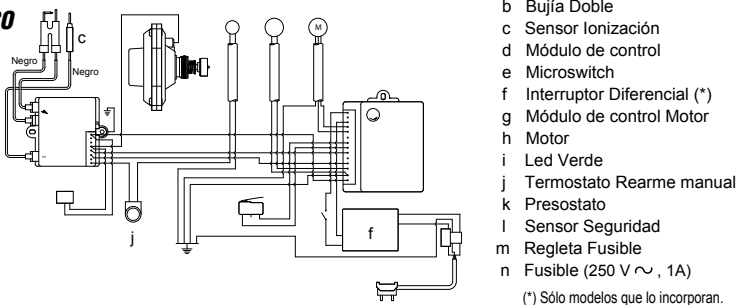 co
c
Negro
Negro
M
j
f
b Bujía Doble
c Sensor Ionización
d Módulo de control
e Microswitch
f Interruptor Diferencial (*)
g Módulo de control Motor
h Motor
i Led Verde
j Termostato Rearme manual
k Presostato
l Sensor Seguridad
m Regleta Fusible
n Fusible (250 V ~ , 1A)
(*) Sólo modelos que lo incorporan.